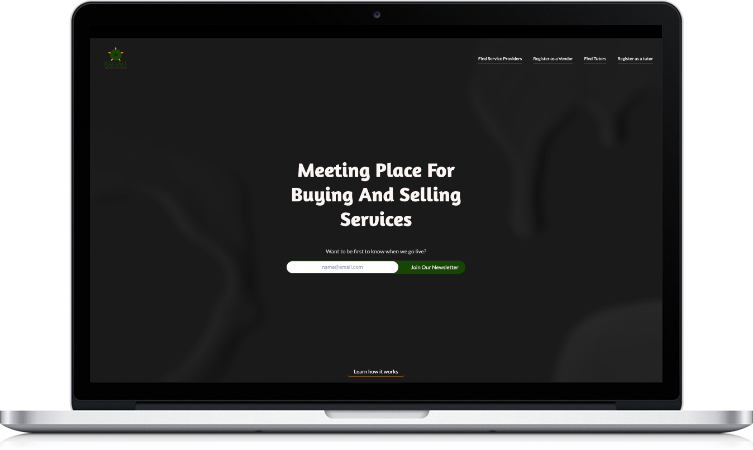 Find Service Providers Register as a Vendor Find Tutors Register as a tutor
Meeting Place For
Buying And Selling
Services
Want to be first to know when we go live?
name@email.com Join Our Newsletter
Learn how it works